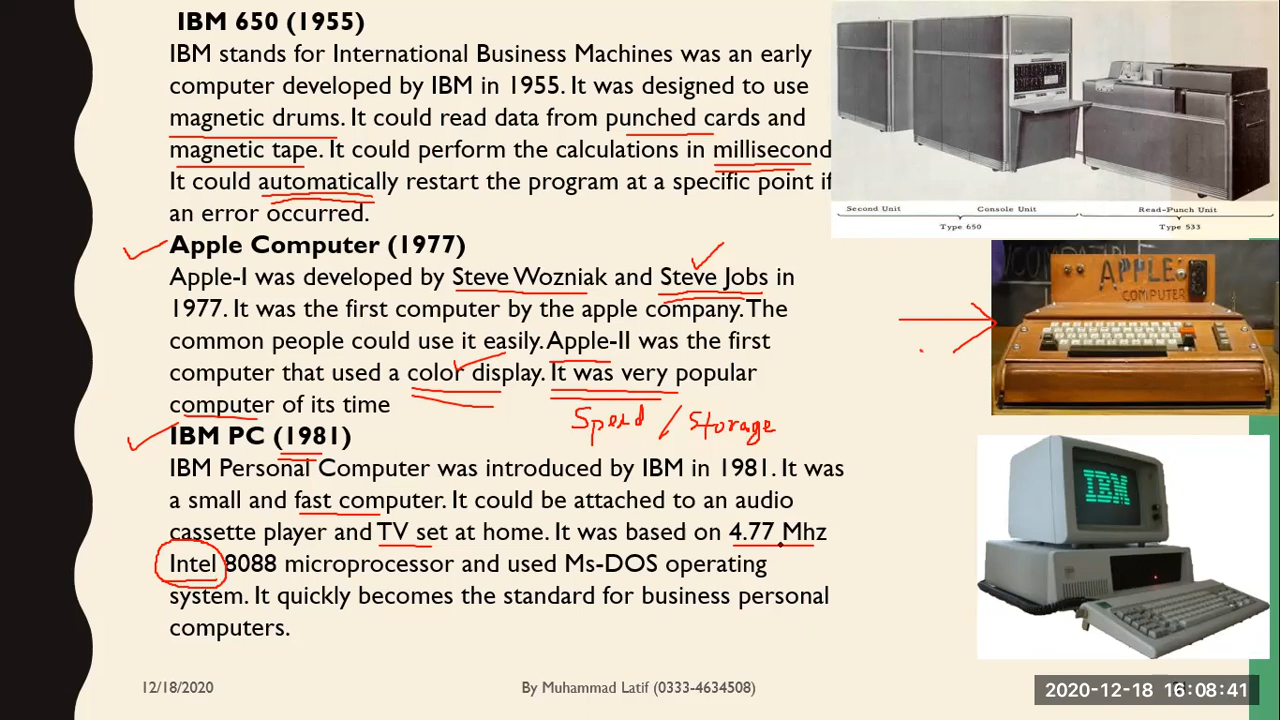 IBM 650 (1955)
IBM stands for International Business Machines was an early
computer developed by IBM in 1955. It was designed to use
magnetic drums. It could read data from punched cards and
magnetic tape. It could perform the calculations in millisecond
It could automatically restart the program at a specific point if
an error occurred.
Second Unit Console Unit Read-Punch Unit
Type 650 Type 533
Apple Computer (1977)
Apple-I was developed by Steve Wozniak and Steve Jobs in
1977. It was the first computer by the apple company. The
common people could use it easily. Apple-II was the first
computer that used a color display. It was very popular
computer of its time
Speed / Storage
APPLE
COMPUTER
IBM PC (1981)
IBM Personal Computer was introduced by IBM in 1981. It was
a small and fast computer. It could be attached to an audio
cassette player and TV set at home. It was based on 4.77 Mhz
Intel 8088 microprocessor and used Ms-DOS operating
system. It quickly becomes the standard for business personal
computers.
IBM
12/18/2020 By Muhammad Latif (0333-4634508)
2020-12-18 16:08:41